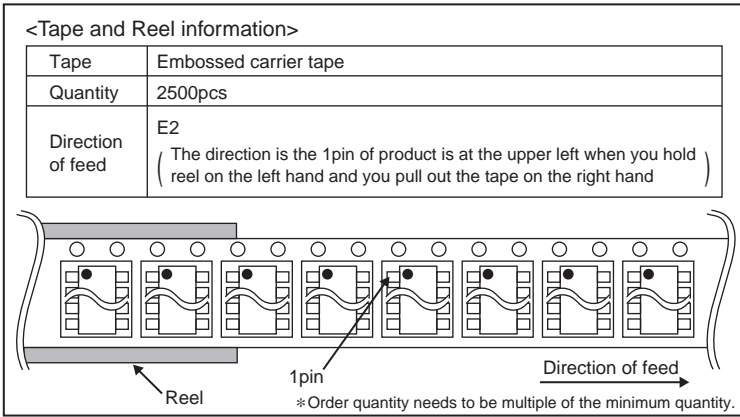 <Tape and Reel information>
Tape Embossed carrier tape
Quantity 2500pcs
Direction of feed E2
( The direction is the 1pin of product is at the upper left when you hold
reel on the left hand and you pull out the tape on the right hand )
Reel
1pin
Direction of feed
*Order quantity needs to be multiple of the minimum quantity.